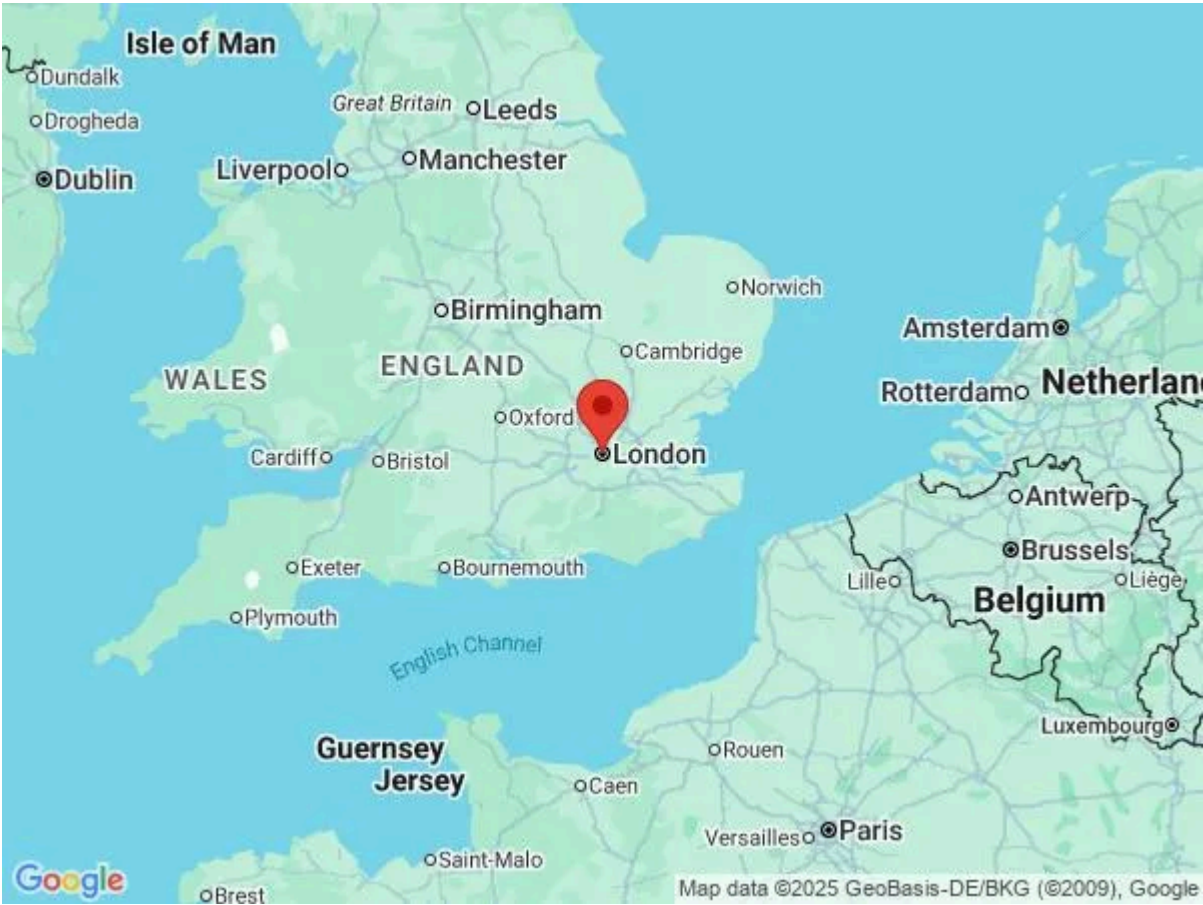 Isle of Man
Dundalk
Great Britain
Leeds
Drogheda
Liverpool
Manchester
Dublin
Norwich
Birmingham
Amsterdam
Cambridge
WALES
ENGLAND
Rotterdam
Netherlan
Oxford
London
Cardiff
Bristol
Antwerp
Brussels
Exeter
Bournemouth
Lille
Liège
Belgium
Plymouth
English Channel
Luxembourg
Guernsey
Jersey
Rouen
Caen
Versailles
Paris
Saint-Malo
Google
Brest
Map data ©2025 GeoBasis-DE/BKG (©2009), Google